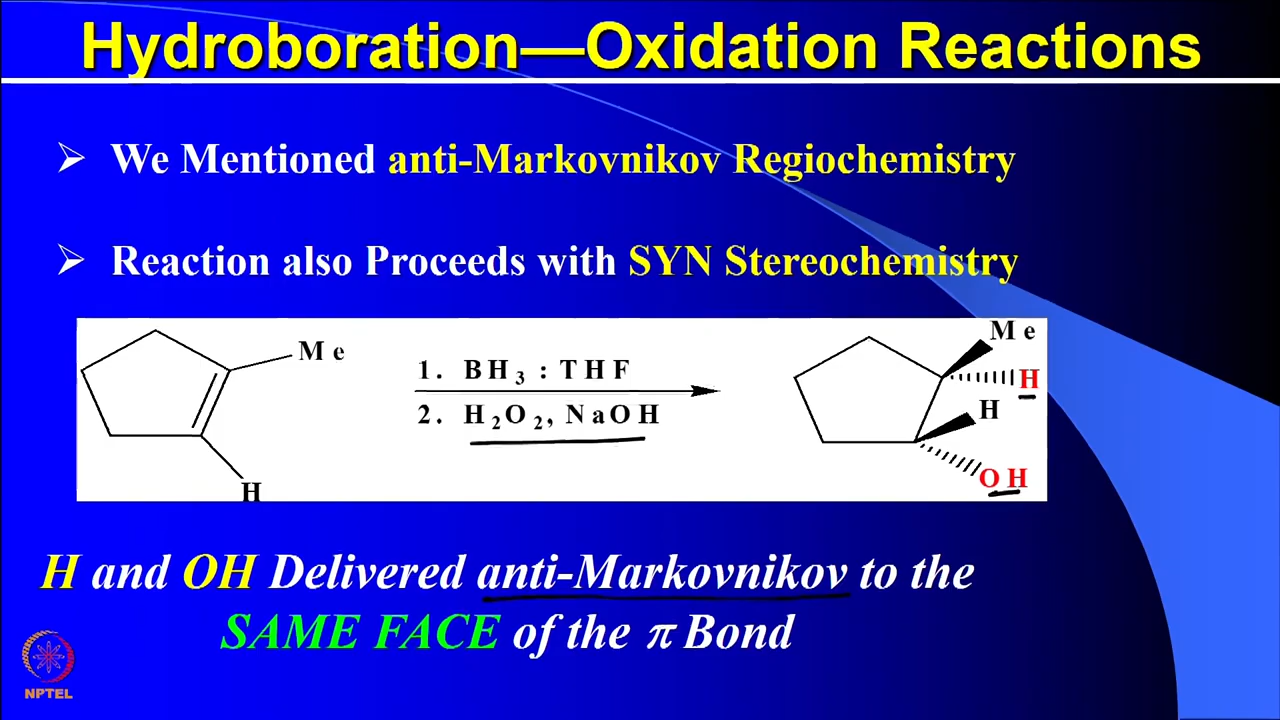 Hydroboration—Oxidation Reactions
➢ We Mentioned anti-Markovnikov Regiochemistry
➢ Reaction also Proceeds with SYN Stereochemistry
Me
H
1. BH₃ : THF
2. H₂O₂, NaOH
Me
H
H
OH
H and OH Delivered anti-Markovnikov to the
SAME FACE of the π Bond
NPTEL